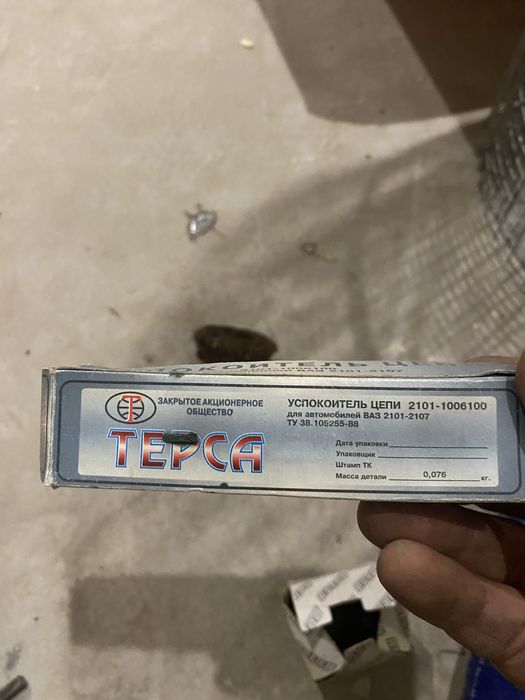 ЗАКРЫТОЕ АКЦИОНЕРНОЕ
ОБЩЕСТВО
ТЕРСА
УСПОКОИТЕЛЬ ЦЕПИ 2101-1006100
для автомобилей ВАЗ 2101-2107
ТУ 38.105255-88
Дата упаковки
Упаковщик
Штамп ТК
Масса детали 0,076 кг.